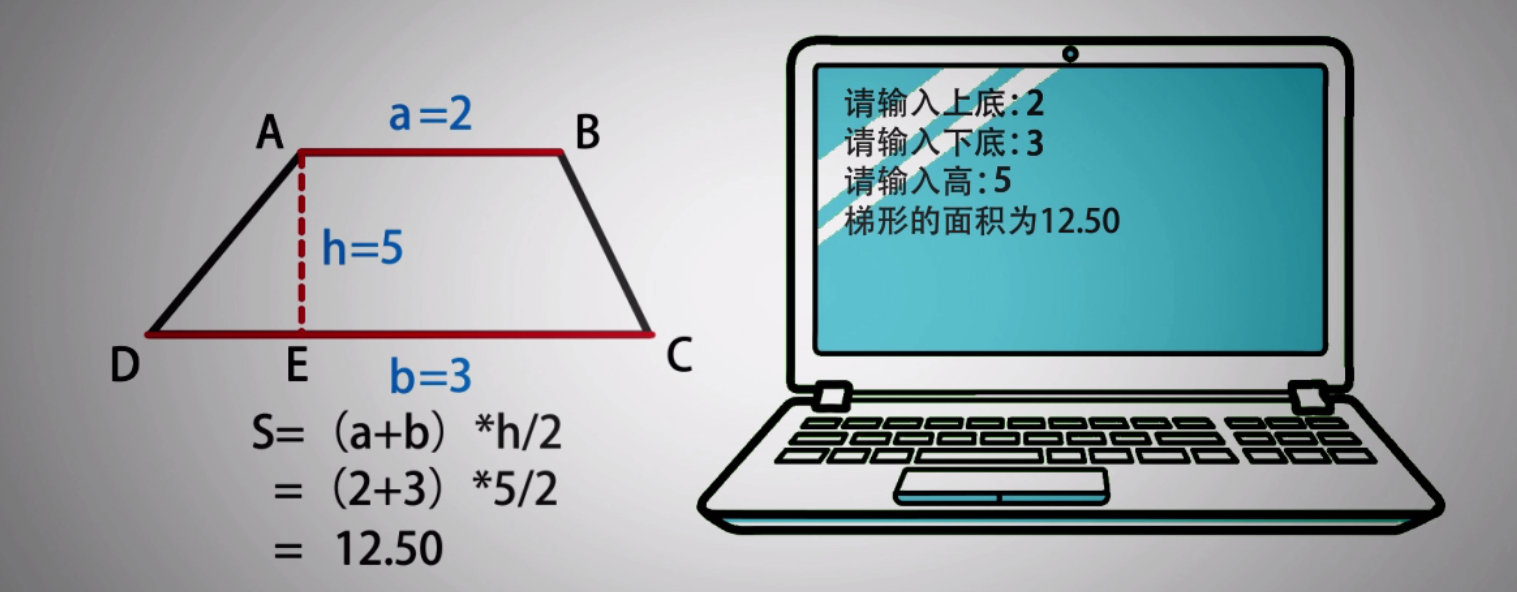 a=2
A
B
h=5
D
E
C
b=3
S=（a+b）*h/2
=（2+3）*5/2
= 12.50
请输入上底:2
请输入下底:3
请输入高:5
梯形的面积为12.50